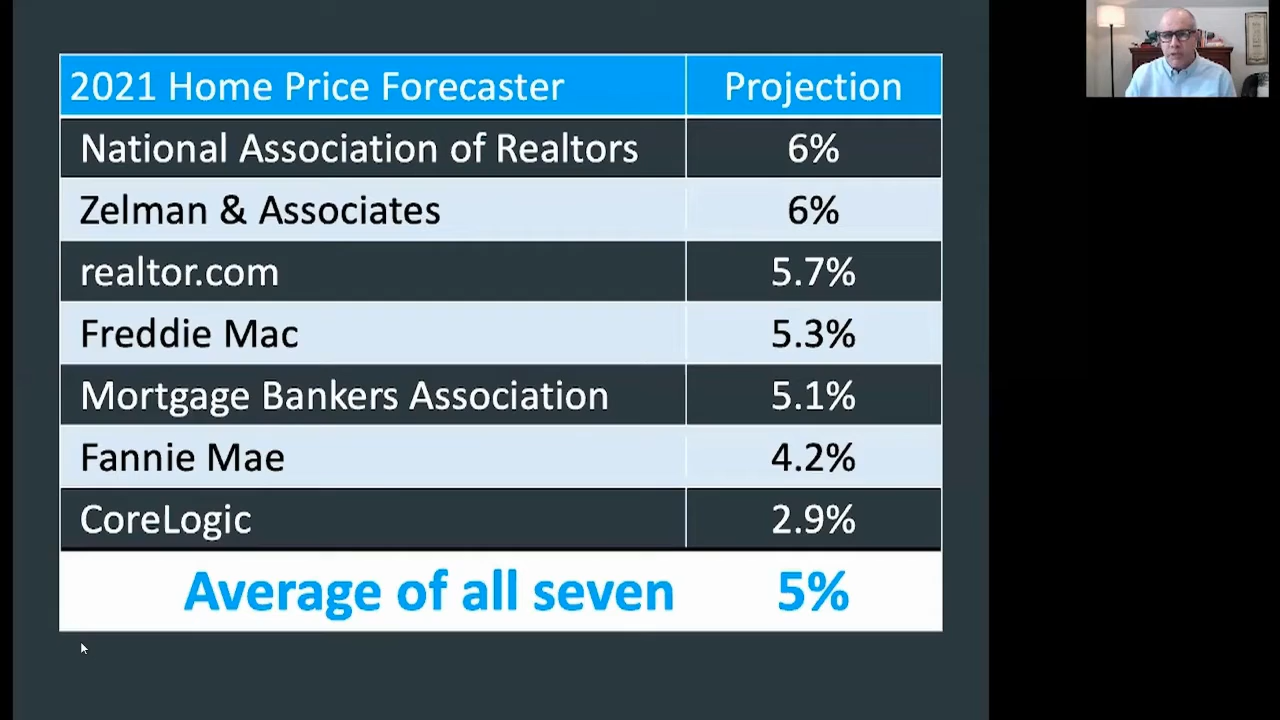 2021 Home Price Forecaster Projection
National Association of Realtors 6%
Zelman & Associates 6%
realtor.com 5.7%
Freddie Mac 5.3%
Mortgage Bankers Association 5.1%
Fannie Mae 4.2%
CoreLogic 2.9%
Average of all seven 5%